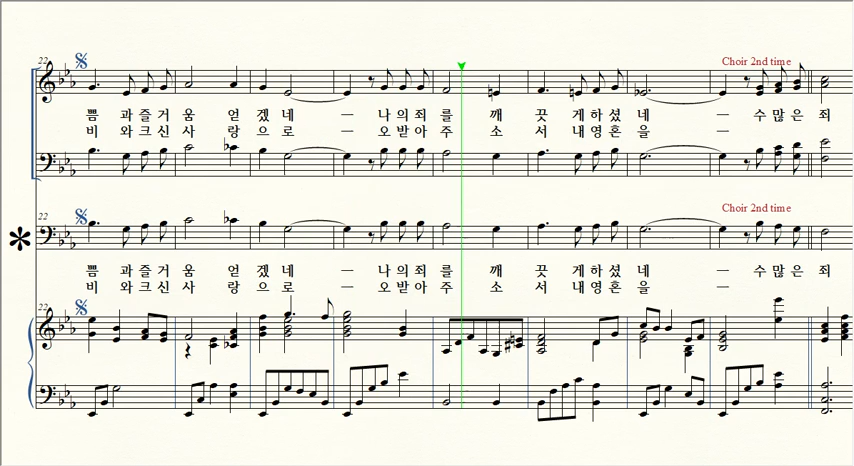 22
Choir 2nd time
쁨 과즐거 움 얻 겠 네 — 나의죄 를 깨 끗 게하셨 네 — 수많은 죄
비 와크신 사 랑 으 로 — 오받아 주 소 서 내영혼 을 —
22
Choir 2nd time
쁨 과즐거 움 얻 겠 네 — 나의죄 를 깨 끗 게하셨 네 — 수많은 죄
비 와크신 사 랑 으 로 — 오받아 주 소 서 내영혼 을 —
22